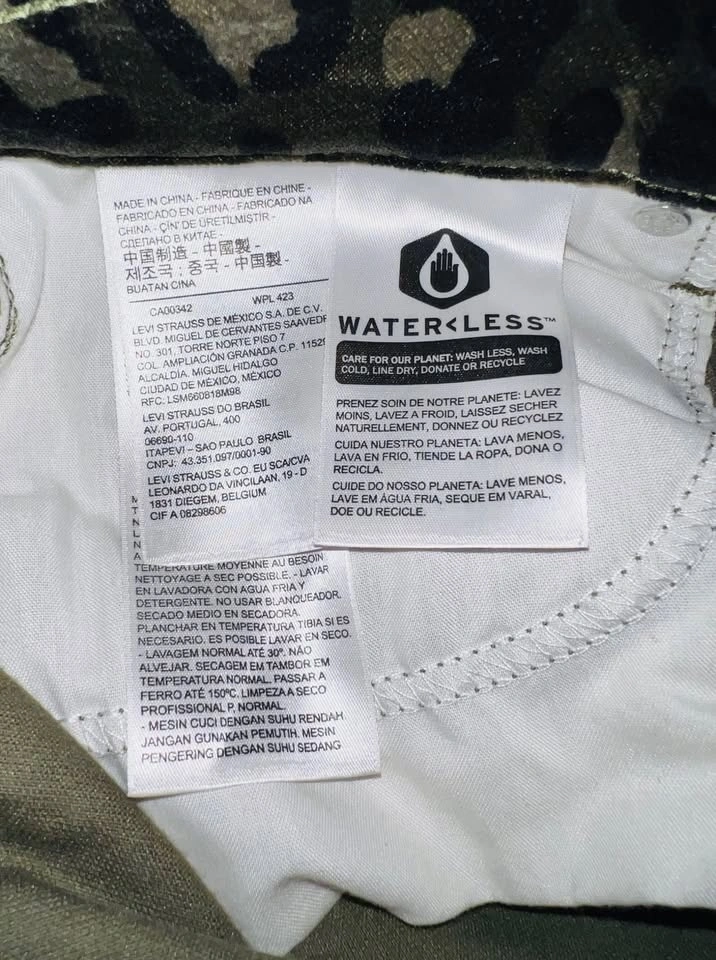 MADE IN CHINA - FABRIQUE EN CHINE -
FABRICADO EN CHINA - FABRICADO NA
CHINA - ÇİN' DE ÜRETİLMİSTİR -
СДЕЛАНО В КИТАЕ -
中国制造 - 中國製 -
제조국 : 중국 - 中国製 -
BUATAN CINA
CA00342 WPL 423
LEVI STRAUSS DE MÉXICO S.A. DE C.V.
BLVD. MIGUEL DE CERVANTES SAAVEDR
NO. 301, TORRE NORTE PISO 7
COL. AMPLIACIÓN GRANADA C.P. 1152
ALCALDÍA. MIGUEL HIDALGO
CIUDAD DE MÉXICO, MÉXICO
RFC: LSM660818M98
LEVI STRAUSS DO BRASIL
AV. PORTUGAL, 400
06690-110
ITAPEVI – SAO PAULO BRASIL
CNPJ: 43.351.097/0001-90
LEVI STRAUSS & CO. EU SCA/CVA
LEONARDO DA VINCILAAN, 19 - D
1831 DIEGEM, BELGIUM
CIF A 08298606
M
T
N
L
N
A
TEMPÉRATURE MOYENNE AU BESOIN
NETTOYAGE A SEC POSSIBLE. - LAVAR
EN LAVADORA CON AGUA FRIA Y
DETERGENTE. NO USAR BLANQUEADOR.
SECADO MEDIO EN SECADORA.
PLANCHAR EN TEMPERATURA TIBIA SI ES
NECESARIO. ES POSIBLE LAVAR EN SECO.
- LAVAGEM NORMAL ATÉ 30º. NÃO
ALVEJAR. SECAGEM EM TAMBOR EM
TEMPERATURA NORMAL. PASSAR A
FERRO ATÉ 150ºC. LIMPEZA A SECO
PROFISSIONAL P, NORMAL.
- MESIN CUCI DENGAN SUHU RENDAH.
JANGAN GUNAKAN PEMUTIH. MESIN
PENGERING DENGAN SUHU SEDANG
WATER<LESS™
CARE FOR OUR PLANET: WASH LESS, WASH
COLD, LINE DRY, DONATE OR RECYCLE
PRENEZ SOIN DE NOTRE PLANETE: LAVEZ
MOINS, LAVEZ A FROID, LAISSEZ SECHER
NATURELLEMENT, DONNEZ OU RECYCLEZ
CUIDA NUESTRO PLANETA: LAVA MENOS,
LAVA EN FRIO, TIENDE LA ROPA, DONA O
RECICLA.
CUIDE DO NOSSO PLANETA: LAVE MENOS,
LAVE EM ÁGUA FRIA, SEQUE EM VARAL,
DOE OU RECICLE.